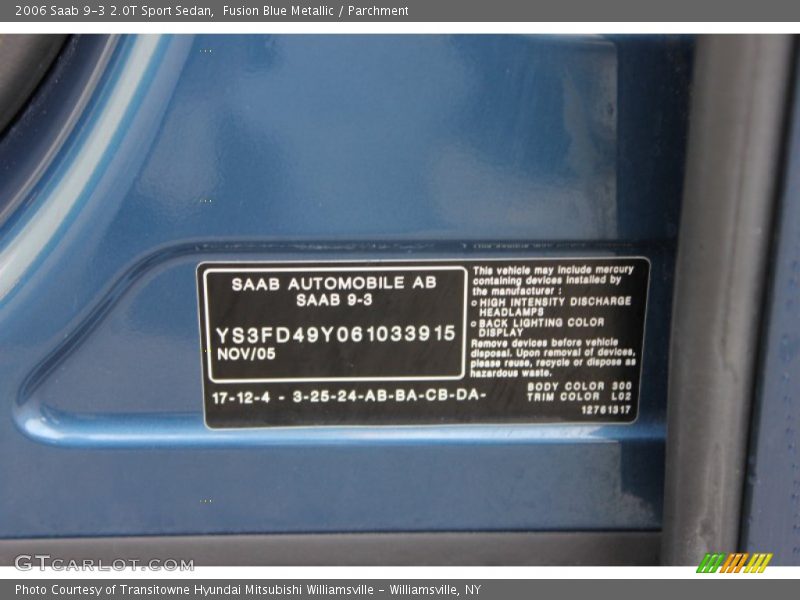 2006 Saab 9-3 2.0T Sport Sedan,  Fusion Blue Metallic / Parchment
SAAB AUTOMOBILE AB
SAAB 9-3
YS3FD49Y061033915
NOV/05
This vehicle may include mercury
containing devices installed by
the manufacturer :
HIGH INTENSITY DISCHARGE
HEADLAMPS
BACK LIGHTING COLOR
DISPLAY
Remove devices before vehicle
disposal. Upon removal of devices,
please reuse, recycle or dispose as
hazardous waste.
17-12-4 - 3-25-24-AB-BA-CB-DA-
BODY COLOR 300
TRIM COLOR L02
12761317
GTCARLOT.COM
Photo Courtesy of Transitowne Hyundai Mitsubishi Williamsville - Williamsville, NY